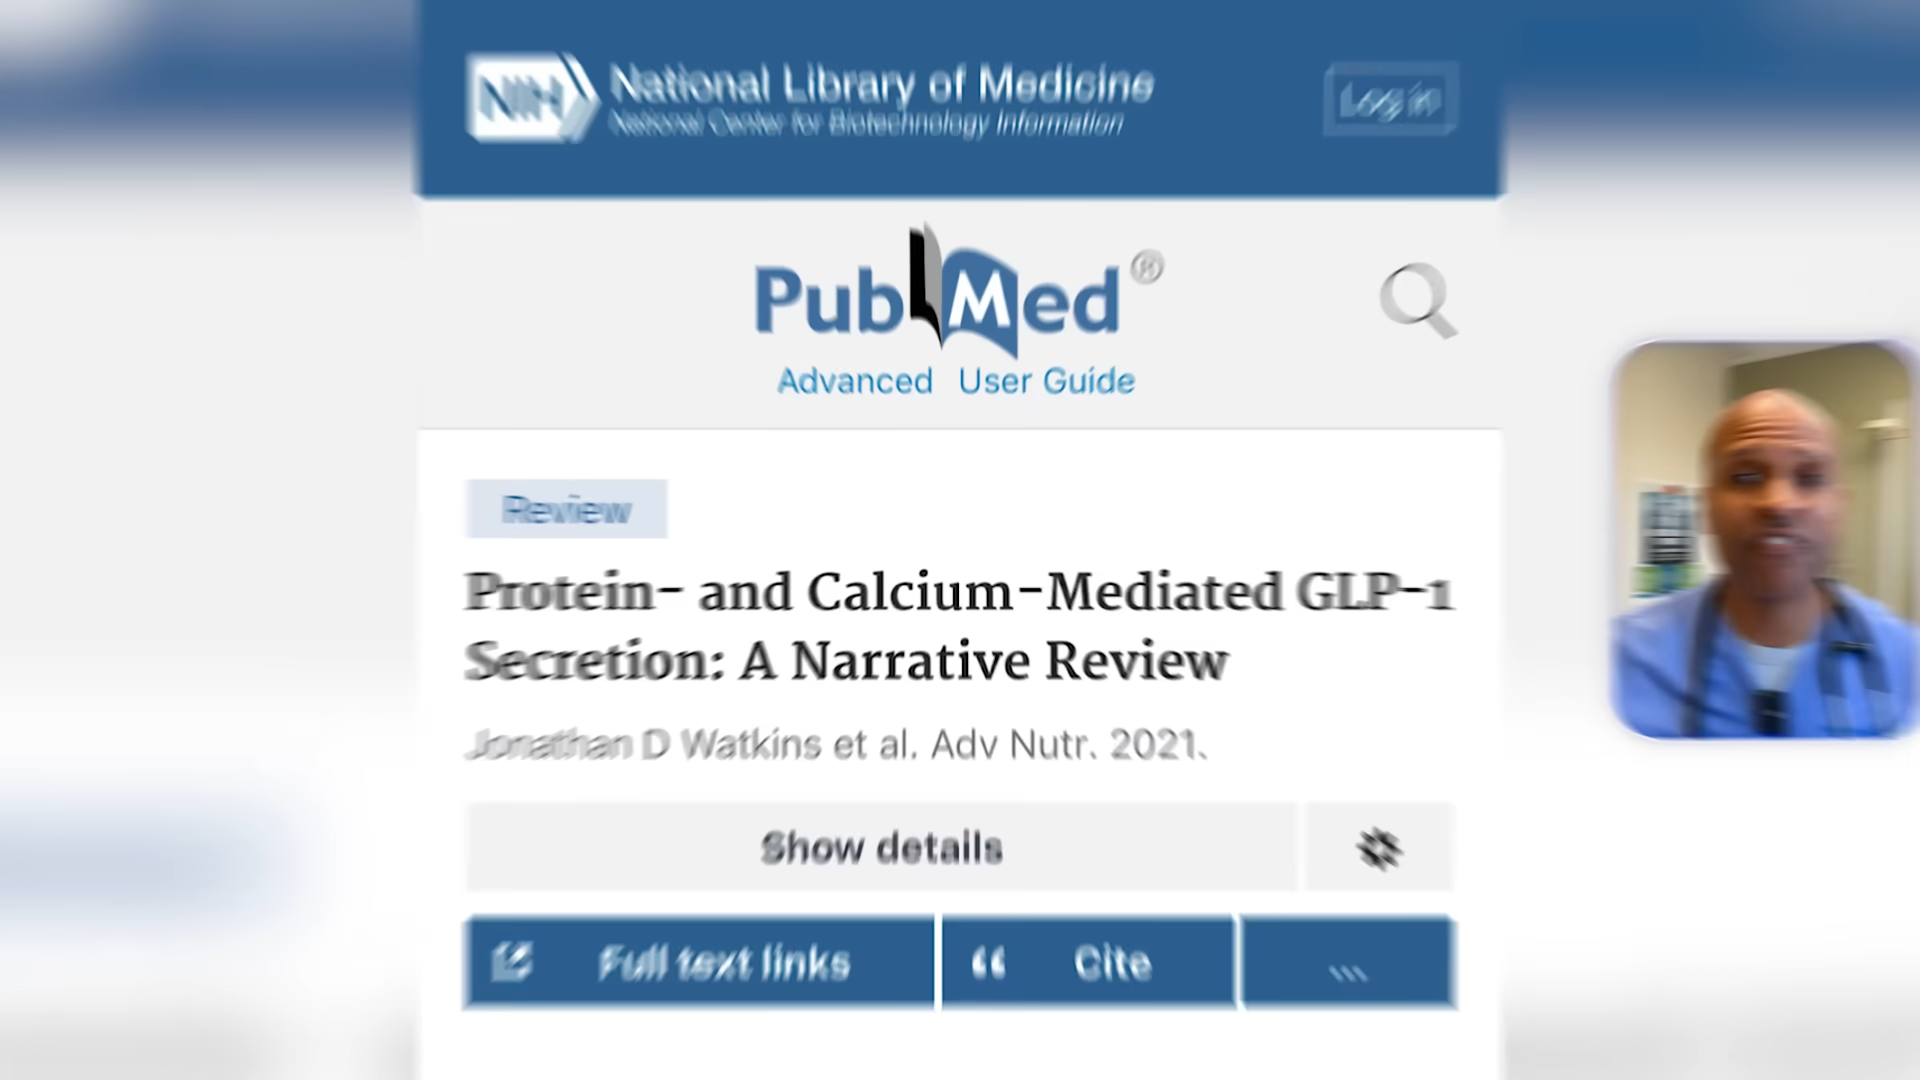 NIH National Library of Medicine
National Center for Biotechnology Information
Log in
PubMed®
Advanced User Guide
Review
Protein- and Calcium-Mediated GLP-1
Secretion: A Narrative Review
Jonathan D Watkins et al. Adv Nutr. 2021.
Show details
Full text links
“ Cite
...